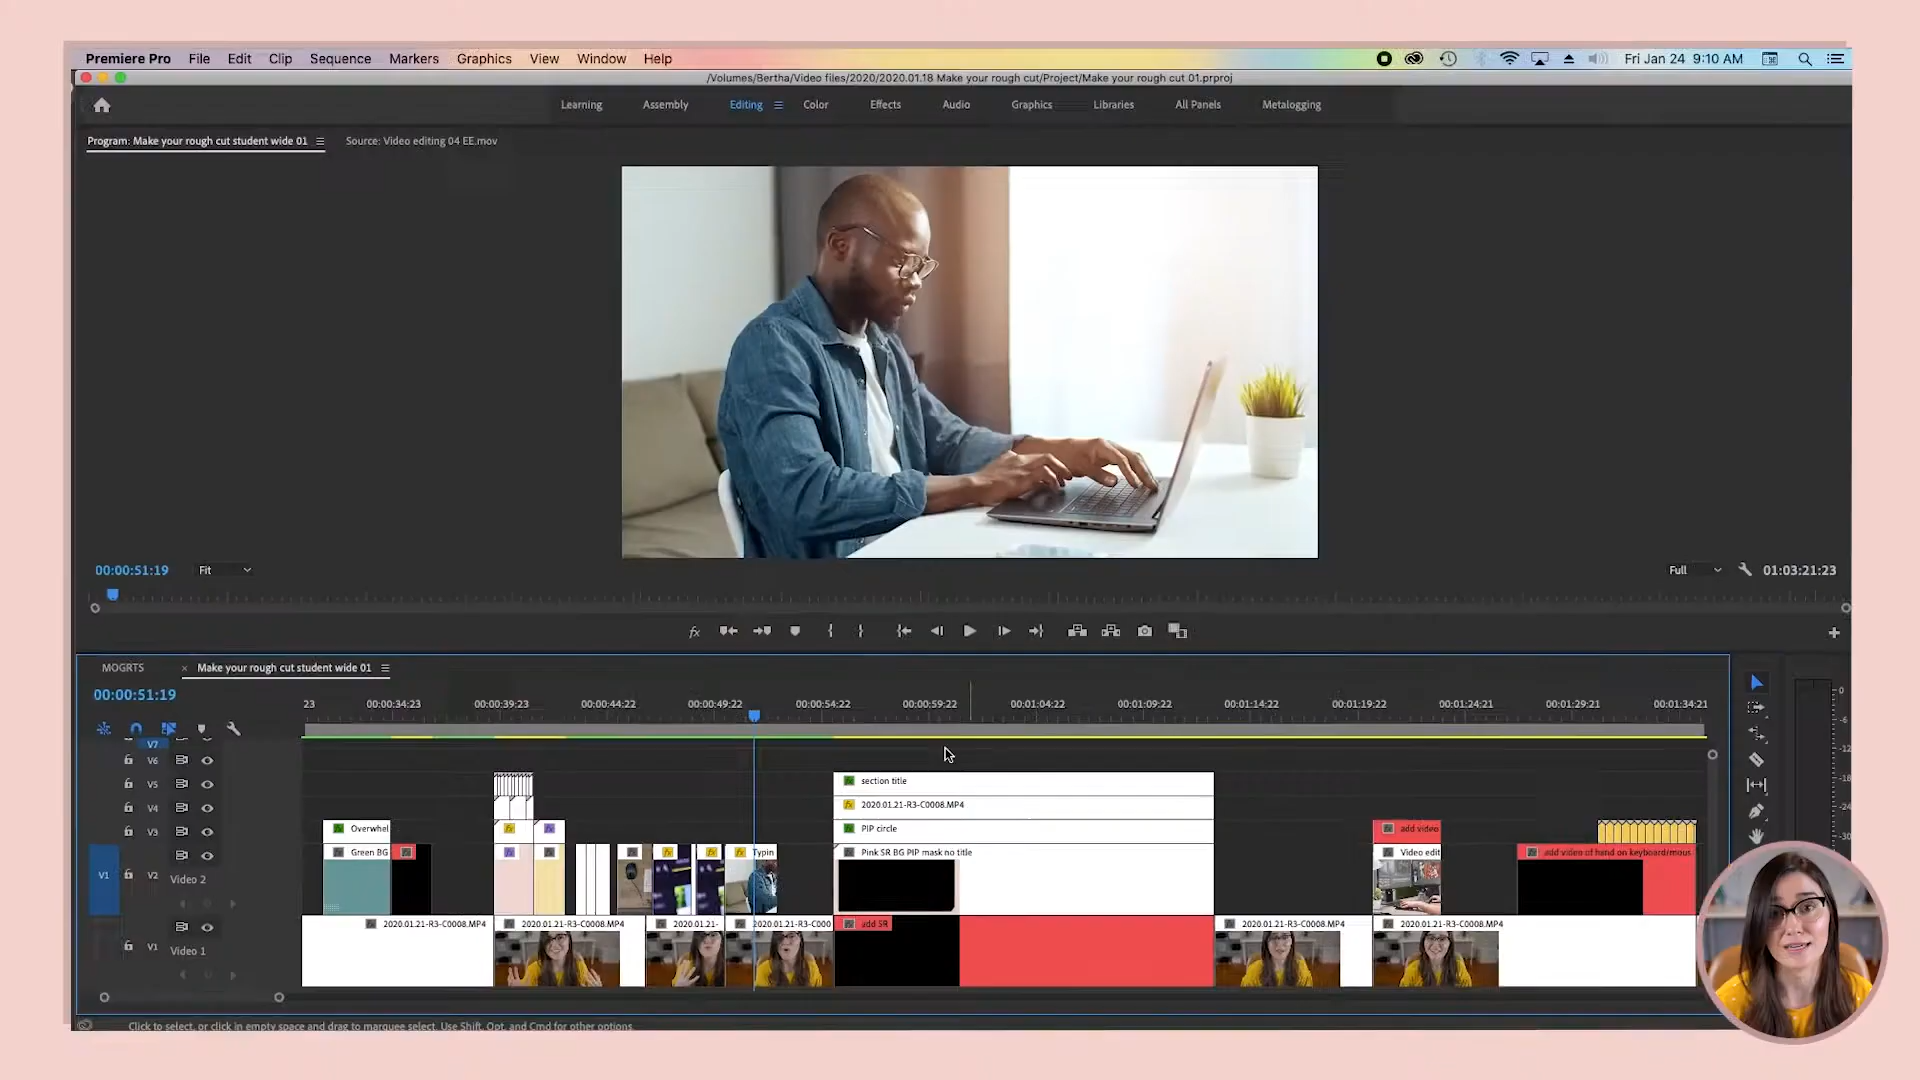 Premiere Pro File Edit Clip Sequence Markers Graphics View Window Help Fri Jan 24 9:10 AM
/Volumes/Bertha/Video files/2020/2020.01.18 Make your rough cut/Project/Make your rough cut 01.prproj
Learning Assembly Editing Color Effects Audio Graphics Libraries All Panels Metalogging
Program: Make your rough cut student wide 01 Source: Video editing 04 EE.mov
00:00:51:19 Fit Full 01:03:21:23
MOGRTS × Make your rough cut student wide 01
00:00:51:19
23 00:00:34:23 00:00:39:23 00:00:44:22 00:00:49:22 00:00:54:22 00:00:59:22 00:01:04:22 00:01:09:22 00:01:14:22 00:01:19:22 00:01:24:21 00:01:29:21 00:01:34:21
0
-6
-12
-18
-24
-30
V7
V6
V5 section title
V4 2020.01.21-R3-C0008.MP4
V3 Overwhel PIP circle add video
Green BG Typin Pink SR BG PIP mask no title Video edit add video of hand on keyboard/mous
V1 V2 Video 2
2020.01.21-R3-C0008.MP4 2020.01.21-R3-C0008.MP4 2020.01.21- 2020.01.21-R3-C000 add SR 2020.01.21-R3-C0008.MP4 2020.01.21-R3-C0008.MP4
V1 Video 1
Click to select, or click in empty space and drag to marquee select. Use Shift, Opt, and Cmd for other options.